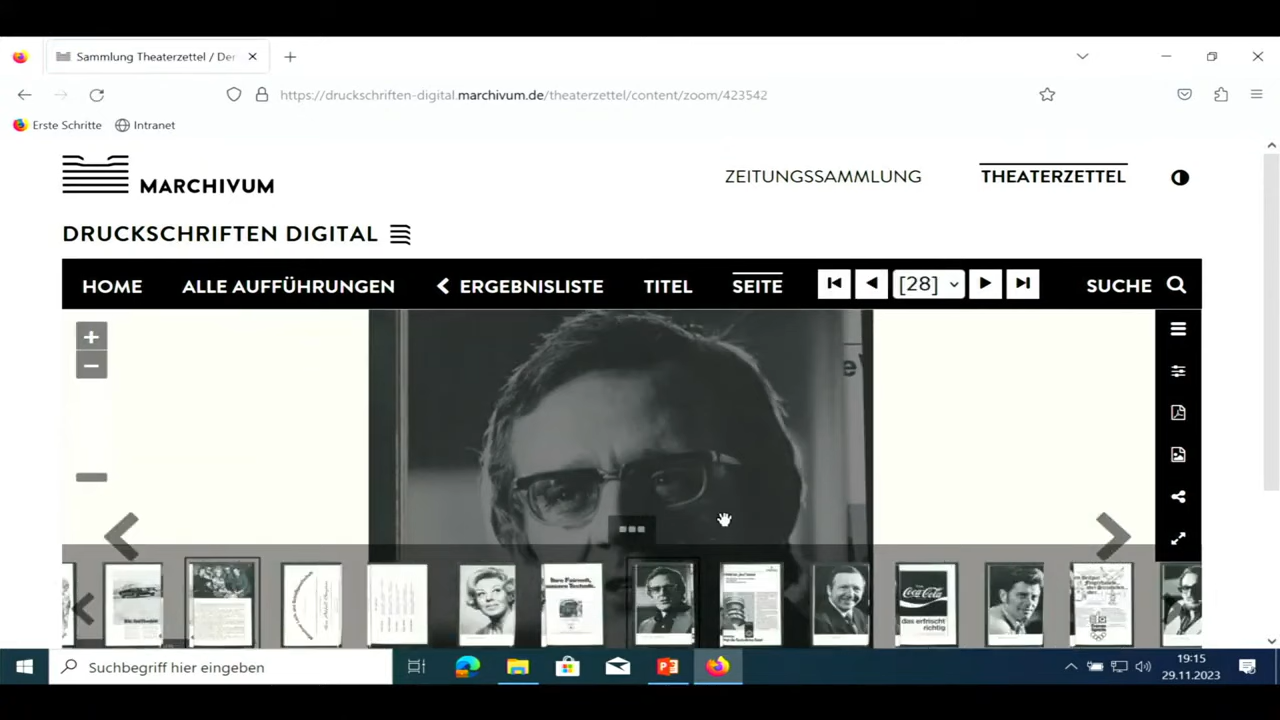 Sammlung Theaterzettel / Der
https://druckschriften-digital.marchivum.de/theaterzettel/content/zoom/423542
Erste Schritte
Intranet
MARCHIVUM
ZEITUNGSSAMMLUNG
THEATERZETTEL
DRUCKSCHRIFTEN DIGITAL
HOME
ALLE AUFFÜHRUNGEN
ERGEBNISLISTE
TITEL
SEITE
[28]
SUCHE
Coca-Cola
das erfrischt
richtig
Suchbegriff hier eingeben
19:15
29.11.2023